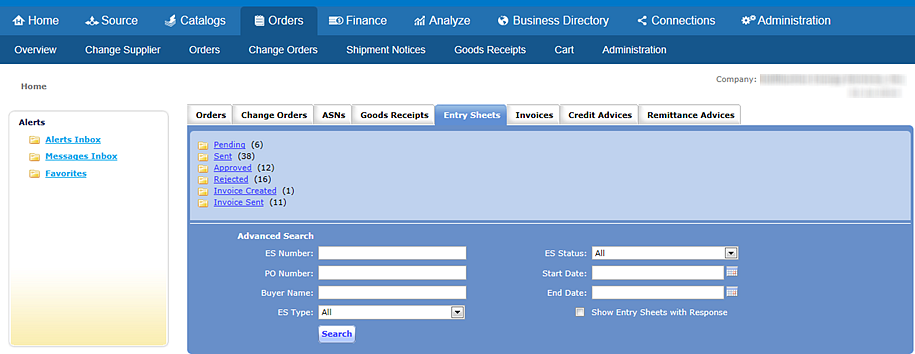 Home Source Catalogs Orders Finance Analyze Business Directory Connections Administration
Overview Change Supplier Orders Change Orders Shipment Notices Goods Receipts Cart Administration
Company:
Home
Alerts
Alerts Inbox
Messages Inbox
Favorites
Orders Change Orders ASNs Goods Receipts Entry Sheets Invoices Credit Advices Remittance Advices
Pending (6)
Sent (38)
Approved (12)
Rejected (16)
Invoice Created (1)
Invoice Sent (11)
Advanced Search
ES Number: ES Status: All
PO Number: Start Date:
Buyer Name: End Date:
ES Type: All Show Entry Sheets with Response
Search